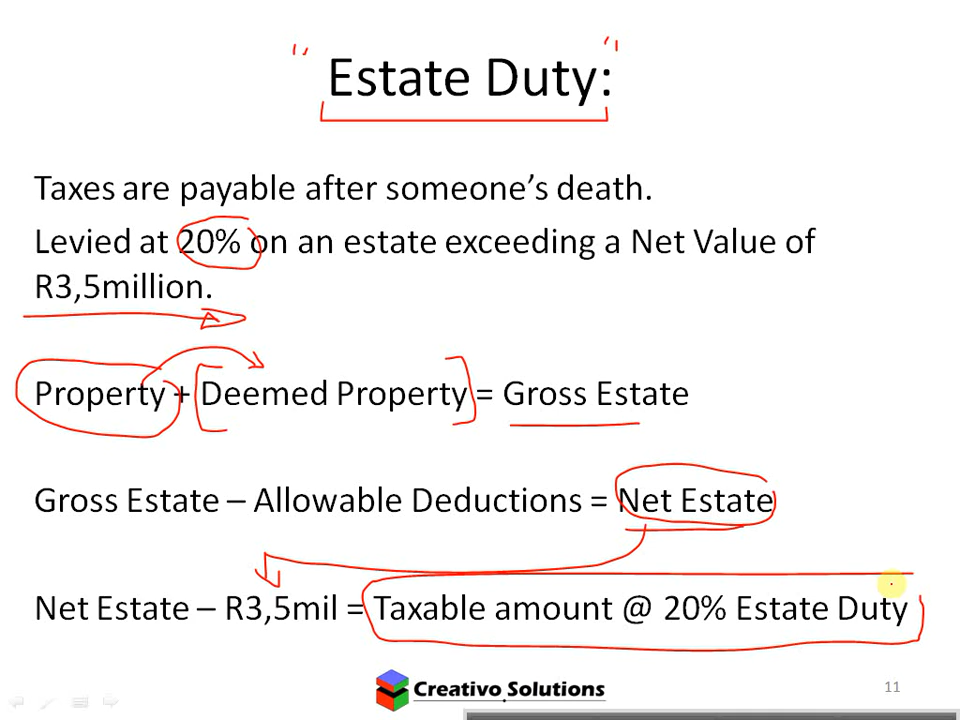 Estate Duty:
Taxes are payable after someone's death.
Levied at 20% on an estate exceeding a Net Value of
R3,5million.
Property + Deemed Property = Gross Estate
Gross Estate – Allowable Deductions = Net Estate
Net Estate – R3,5mil = Taxable amount @ 20% Estate Duty
Creativo Solutions
11